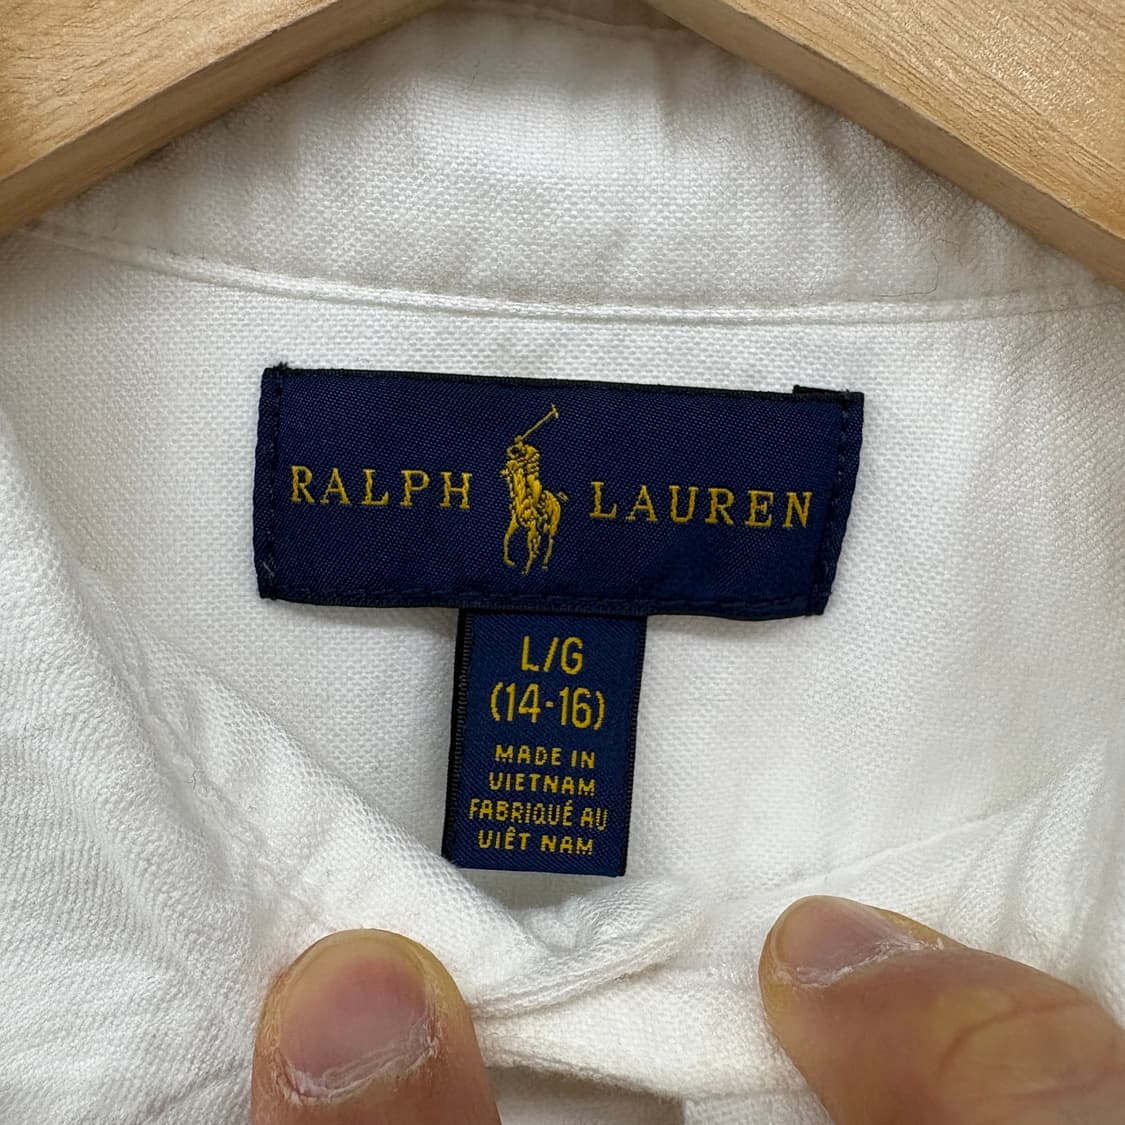 RALPH LAUREN
L/G
(14-16)
MADE IN
VIETNAM
FABRIQUÉ AU
VIÊT NAM